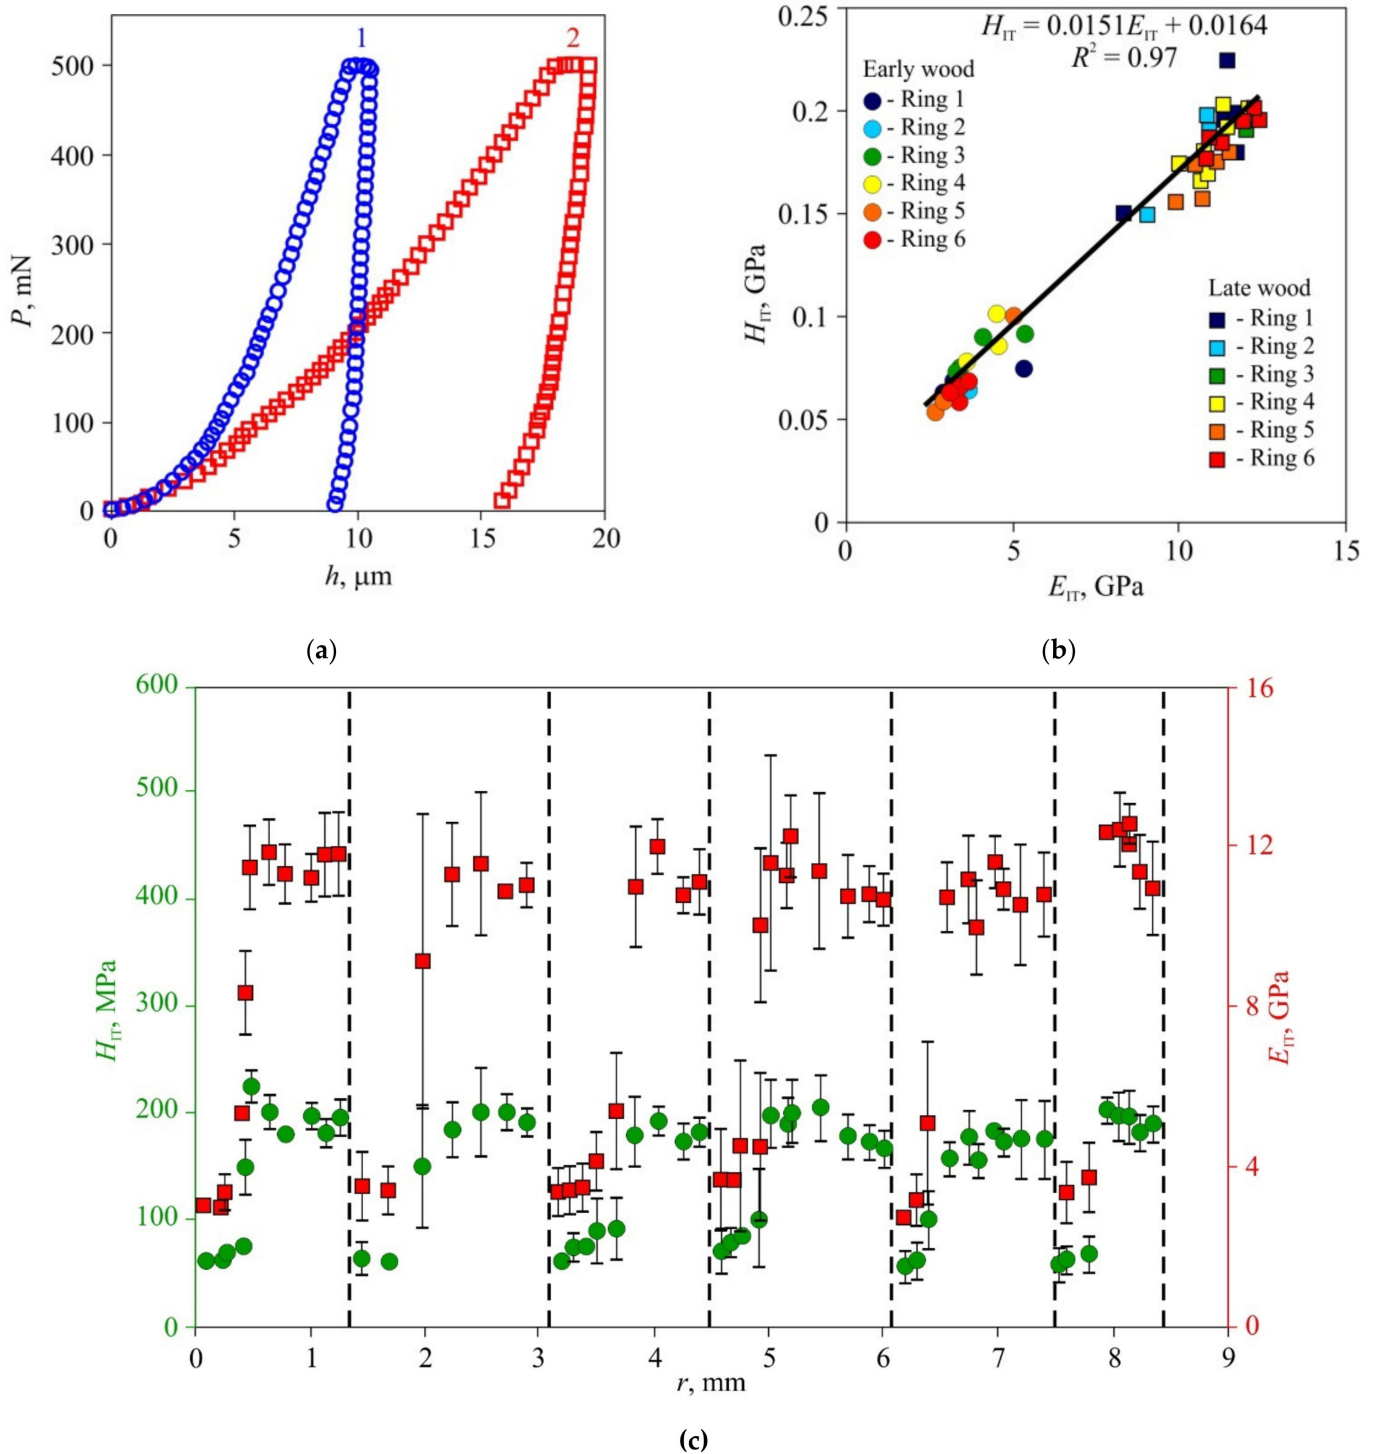 1
2
500
400
300
200
100
0
P, mN
0 5 10 15 20
h, μm
(a)
H_IT = 0.0151E_IT + 0.0164
R² = 0.97
0.25
0.2
0.15
0.1
0.05
0
H_IT, GPa
Early wood
- Ring 1
- Ring 2
- Ring 3
- Ring 4
- Ring 5
- Ring 6
Late wood
- Ring 1
- Ring 2
- Ring 3
- Ring 4
- Ring 5
- Ring 6
0 5 10 15
E_IT, GPa
(b)
600
500
400
300
200
100
0
H_IT, MPa
16
12
8
4
0
E_IT, GPa
0 1 2 3 4 5 6 7 8 9
r, mm
(c)